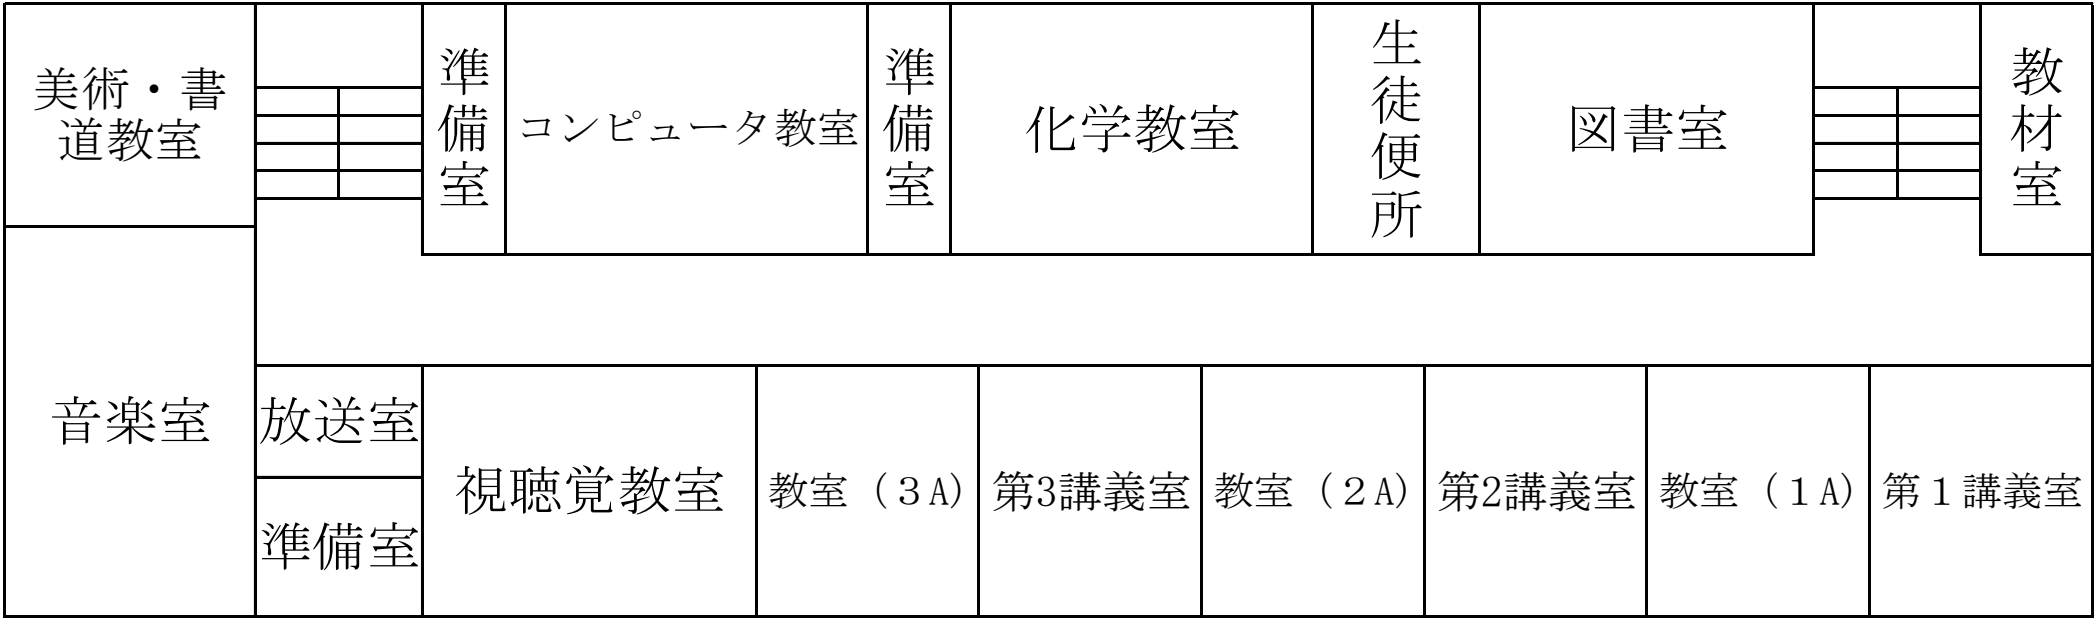 美術・書
道教室
準備室
コンピュータ教室
準備室
化学教室
生徒便所
図書室
教材室
音楽室
放送室
準備室
視聴覚教室
教室（３A）
第3講義室
教室（２A）
第2講義室
教室（１A）
第１講義室